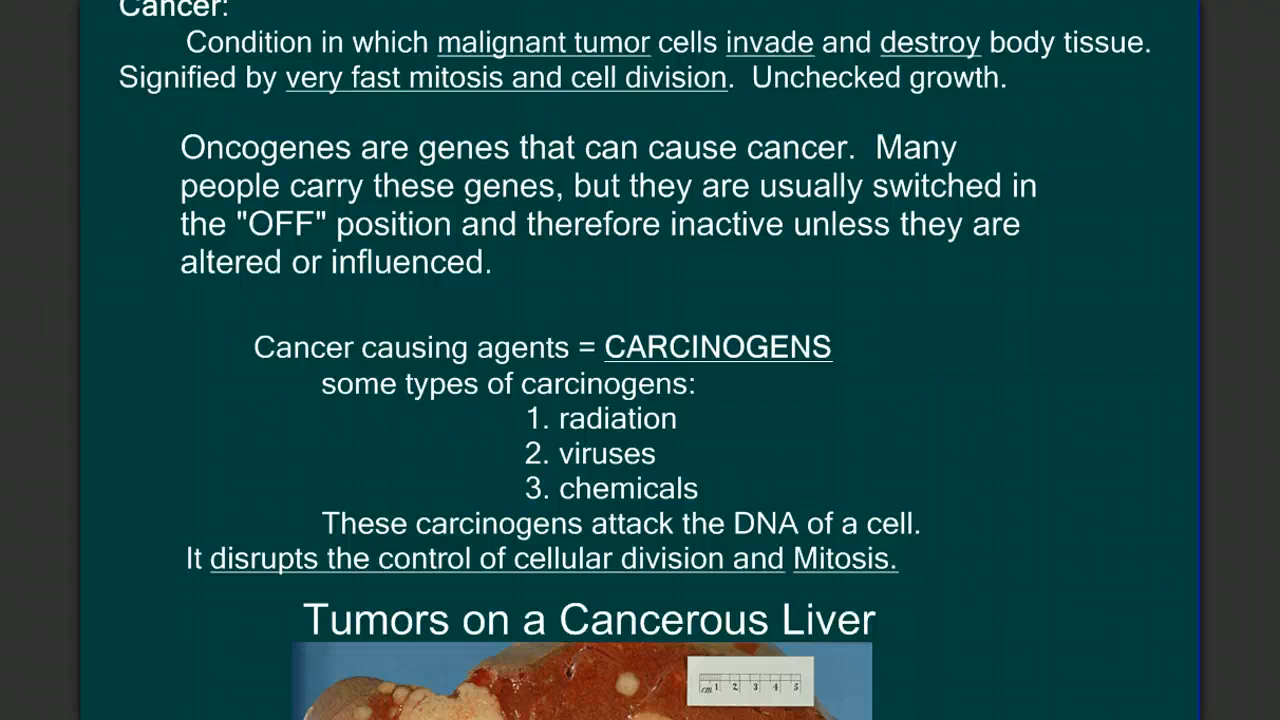 Cancer:
Condition in which malignant tumor cells invade and destroy body tissue.
Signified by very fast mitosis and cell division.  Unchecked growth.
Oncogenes are genes that can cause cancer.  Many
people carry these genes, but they are usually switched in
the "OFF" position and therefore inactive unless they are
altered or influenced.
Cancer causing agents = CARCINOGENS
some types of carcinogens:
1. radiation
2. viruses
3. chemicals
These carcinogens attack the DNA of a cell.
It disrupts the control of cellular division and Mitosis.
Tumors on a Cancerous Liver
cm 1 2 3 4 5